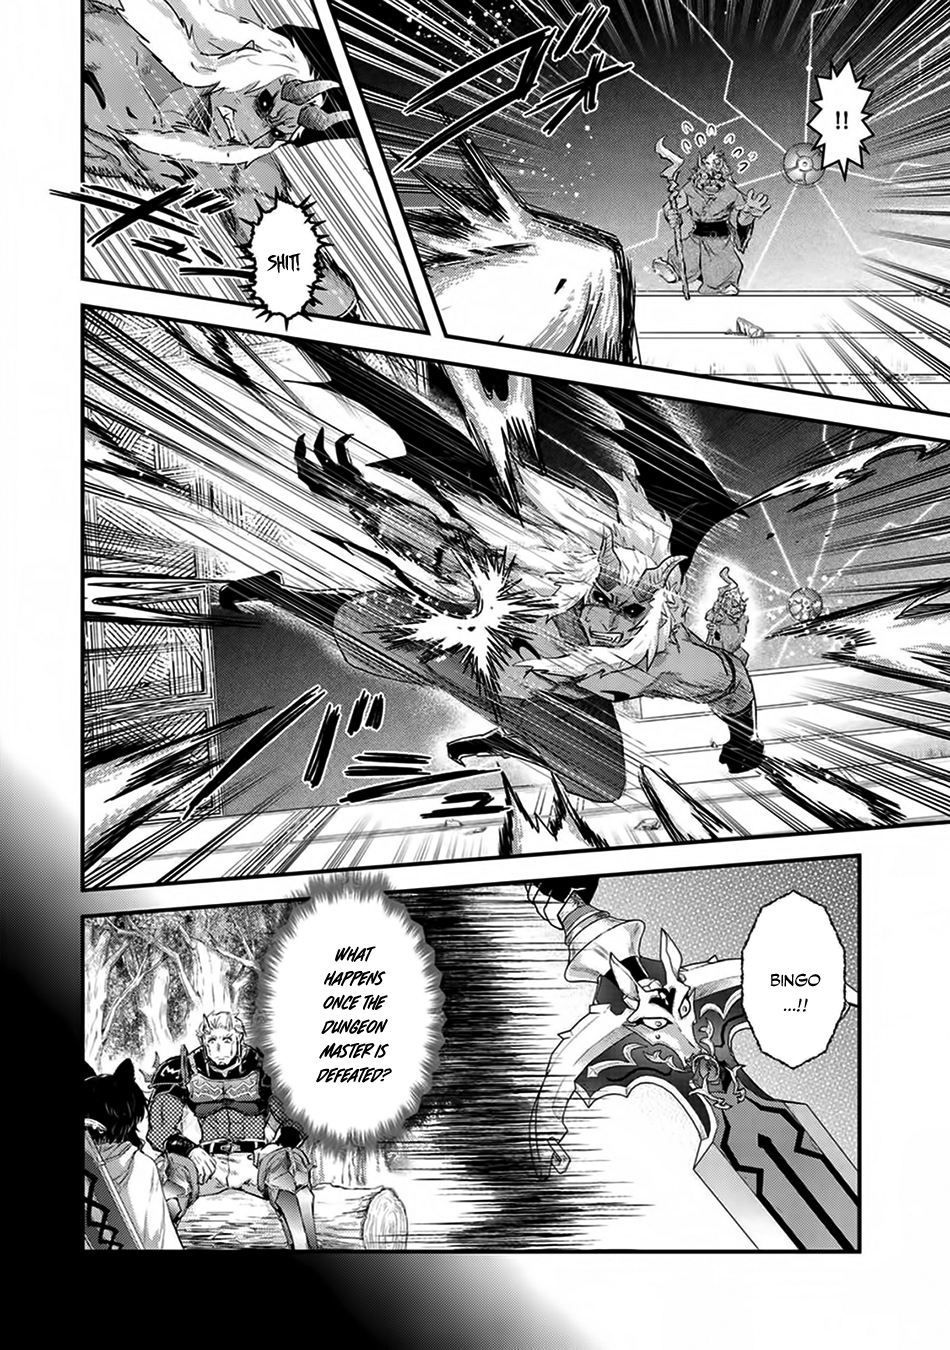 !!
SHIT!
BINGO
...!!
WHAT
HAPPENS
ONCE THE
DUNGEON
MASTER IS
DEFEATED?